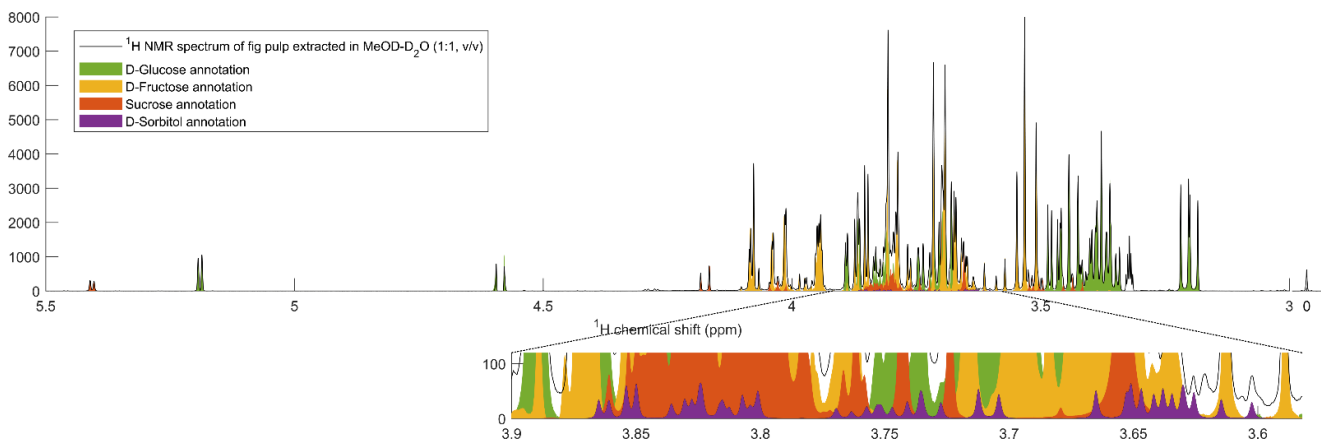 8000
7000
6000
5000
4000
3000
2000
1000
0
¹H NMR spectrum of fig pulp extracted in MeOD-D₂O (1:1, v/v)
D-Glucose annotation
D-Fructose annotation
Sucrose annotation
D-Sorbitol annotation
5.5 5 4.5 4 3.5 3 0
¹H chemical shift (ppm)
100
0
3.9 3.85 3.8 3.75 3.7 3.65 3.6